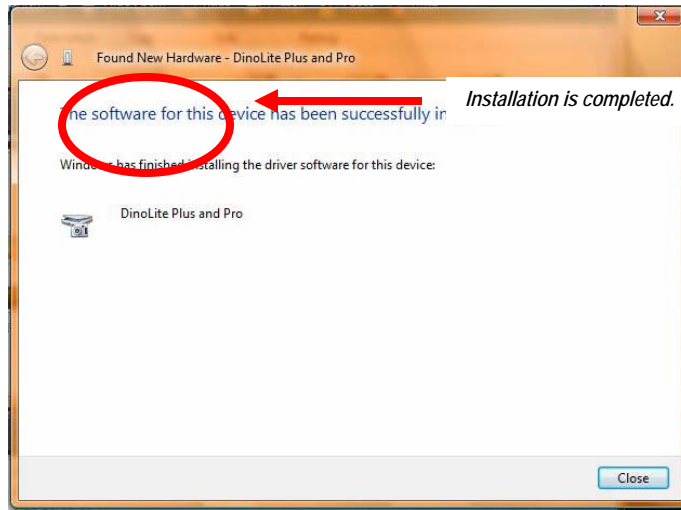 Found New Hardware - DinoLite Plus and Pro
Installation is completed.
The software for this device has been successfully in
Windows has finished installing the driver software for this device:
DinoLite Plus and Pro
Close